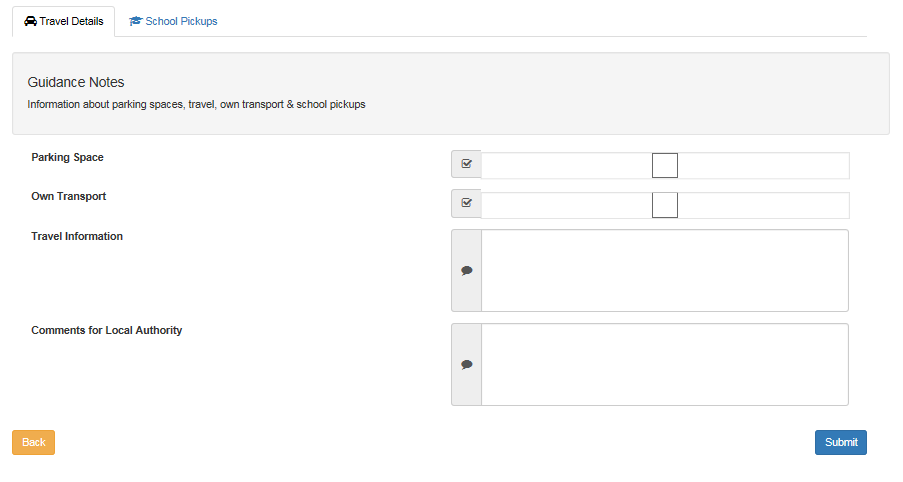 Travel Details School Pickups
Guidance Notes
Information about parking spaces, travel, own transport & school pickups
Parking Space
Own Transport
Travel Information
Comments for Local Authority
Back Submit